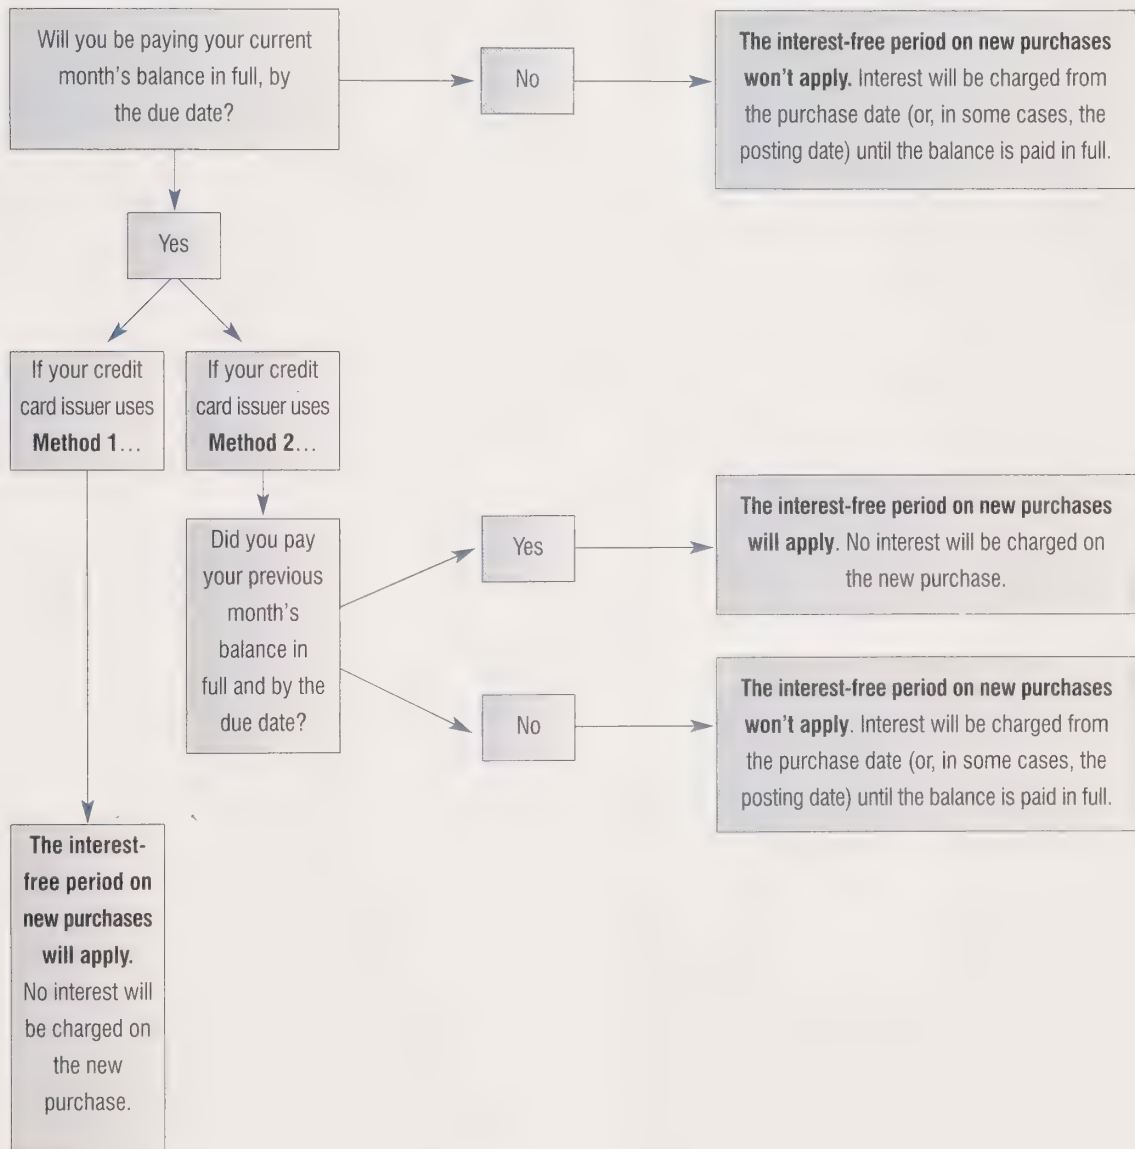 Will you be paying your current
month's balance in full, by
the due date?
No
The interest-free period on new purchases
won't apply. Interest will be charged from
the purchase date (or, in some cases, the
posting date) until the balance is paid in full.
Yes
If your credit
card issuer uses
Method 1...
If your credit
card issuer uses
Method 2...
Did you pay
your previous
month's
balance in
full and by the
due date?
Yes
The interest-free period on new purchases
will apply. No interest will be charged on
the new purchase.
No
The interest-free period on new purchases
won't apply. Interest will be charged from
the purchase date (or, in some cases, the
posting date) until the balance is paid in full.
The interest-
free period on
new purchases
will apply.
No interest will
be charged on
the new
purchase.